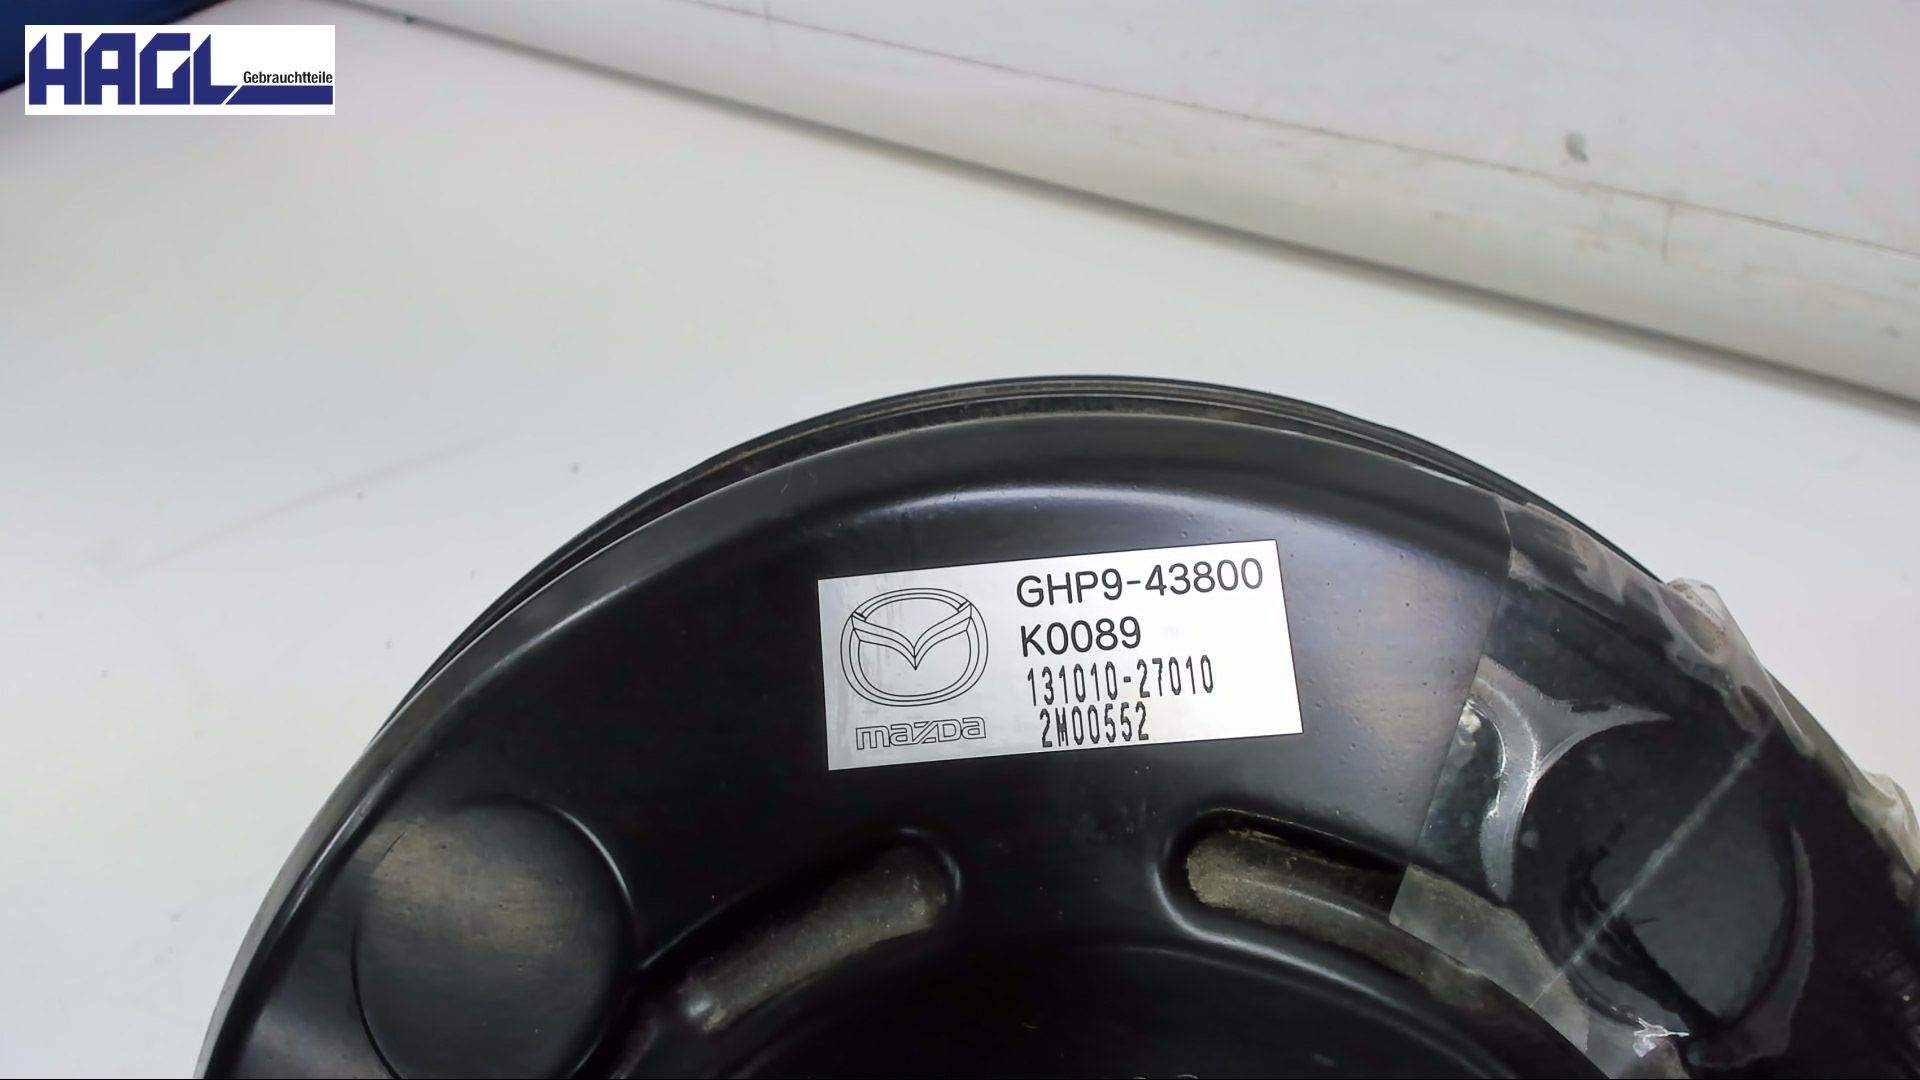 HAGL
Gebrauchtteile
GHP9-43800
K0089
131010-27010
2M00552
mazda